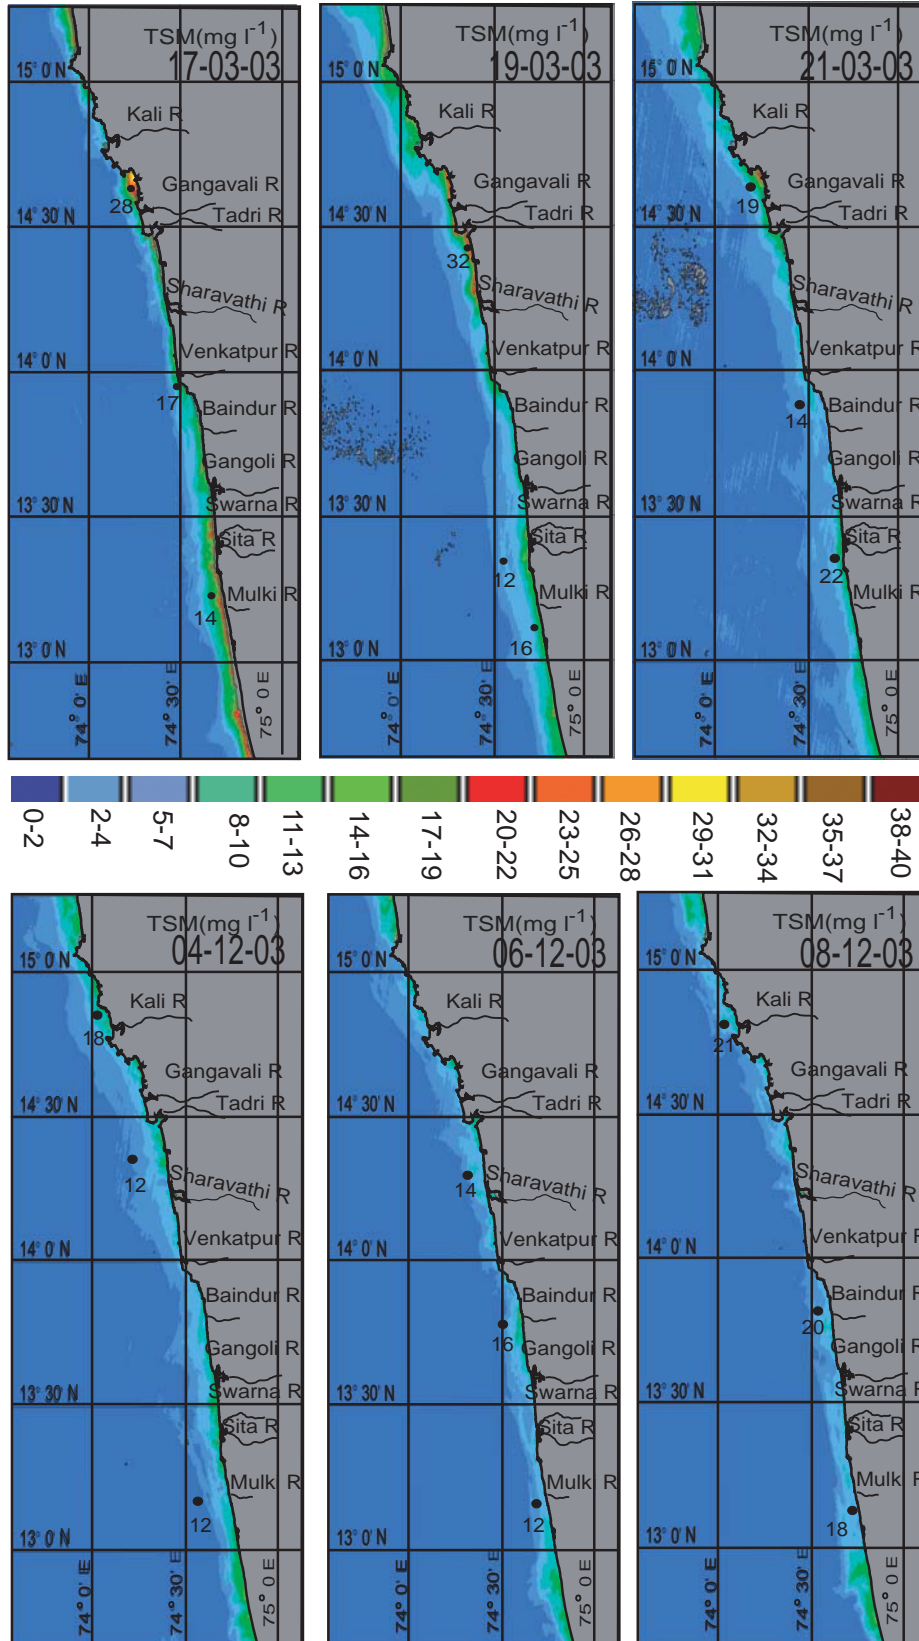 TSM(mg l⁻¹)
17-03-03
15° 0' N
Kali R
Gangavali R
28
Tadri R
14° 30' N
Sharavathi R
Venkatpur R
14° 0' N
17
Baindur R
Gangoli R
13° 30' N
Swarna R
Sita R
Mulki R
14
13° 0' N
74° 0' E
74° 30' E
75° 0 E
TSM(mg l⁻¹)
19-03-03
15° 0' N
Kali R
Gangavali R
Tadri R
14° 30' N
32
Sharavathi R
Venkatpur R
14° 0' N
Baindur R
Gangoli R
13° 30' N
Swarna R
Sita R
12
Mulki R
16
13° 0' N
74° 0' E
74° 30' E
75° 0 E
TSM(mg l⁻¹)
21-03-03
15° 0' N
Kali R
Gangavali R
19
Tadri R
14° 30' N
Sharavathi R
Venkatpur R
14° 0' N
Baindur R
14
Gangoli R
13° 30' N
Swarna R
Sita R
22
Mulki R
13° 0' N
74° 0' E
74° 30' E
75° 0 E
0-2
2-4
5-7
8-10
11-13
14-16
17-19
20-22
23-25
26-28
29-31
32-34
35-37
38-40
TSM(mg l⁻¹)
04-12-03
15° 0' N
Kali R
18
Gangavali R
Tadri R
14° 30' N
12
Sharavathi R
Venkatpur R
14° 0' N
Baindur R
Gangoli R
13° 30' N
Swarna R
Sita R
Mulki R
12
13° 0' N
74° 0' E
74° 30' E
75° 0 E
TSM(mg l⁻¹)
06-12-03
15° 0' N
Kali R
Gangavali R
Tadri R
14° 30' N
14
Sharavathi R
Venkatpur R
14° 0' N
Baindur R
16
Gangoli R
13° 30' N
Swarna R
Sita R
Mulki R
12
13° 0' N
74° 0' E
74° 30' E
75° 0 E
TSM(mg l⁻¹)
08-12-03
15° 0' N
Kali R
21
Gangavali R
Tadri R
14° 30' N
Sharavathi R
Venkatpur R
14° 0' N
Baindur R
20
Gangoli R
13° 30' N
Swarna R
Sita R
Mulki R
18
13° 0' N
74° 0' E
74° 30' E
75° 0 E